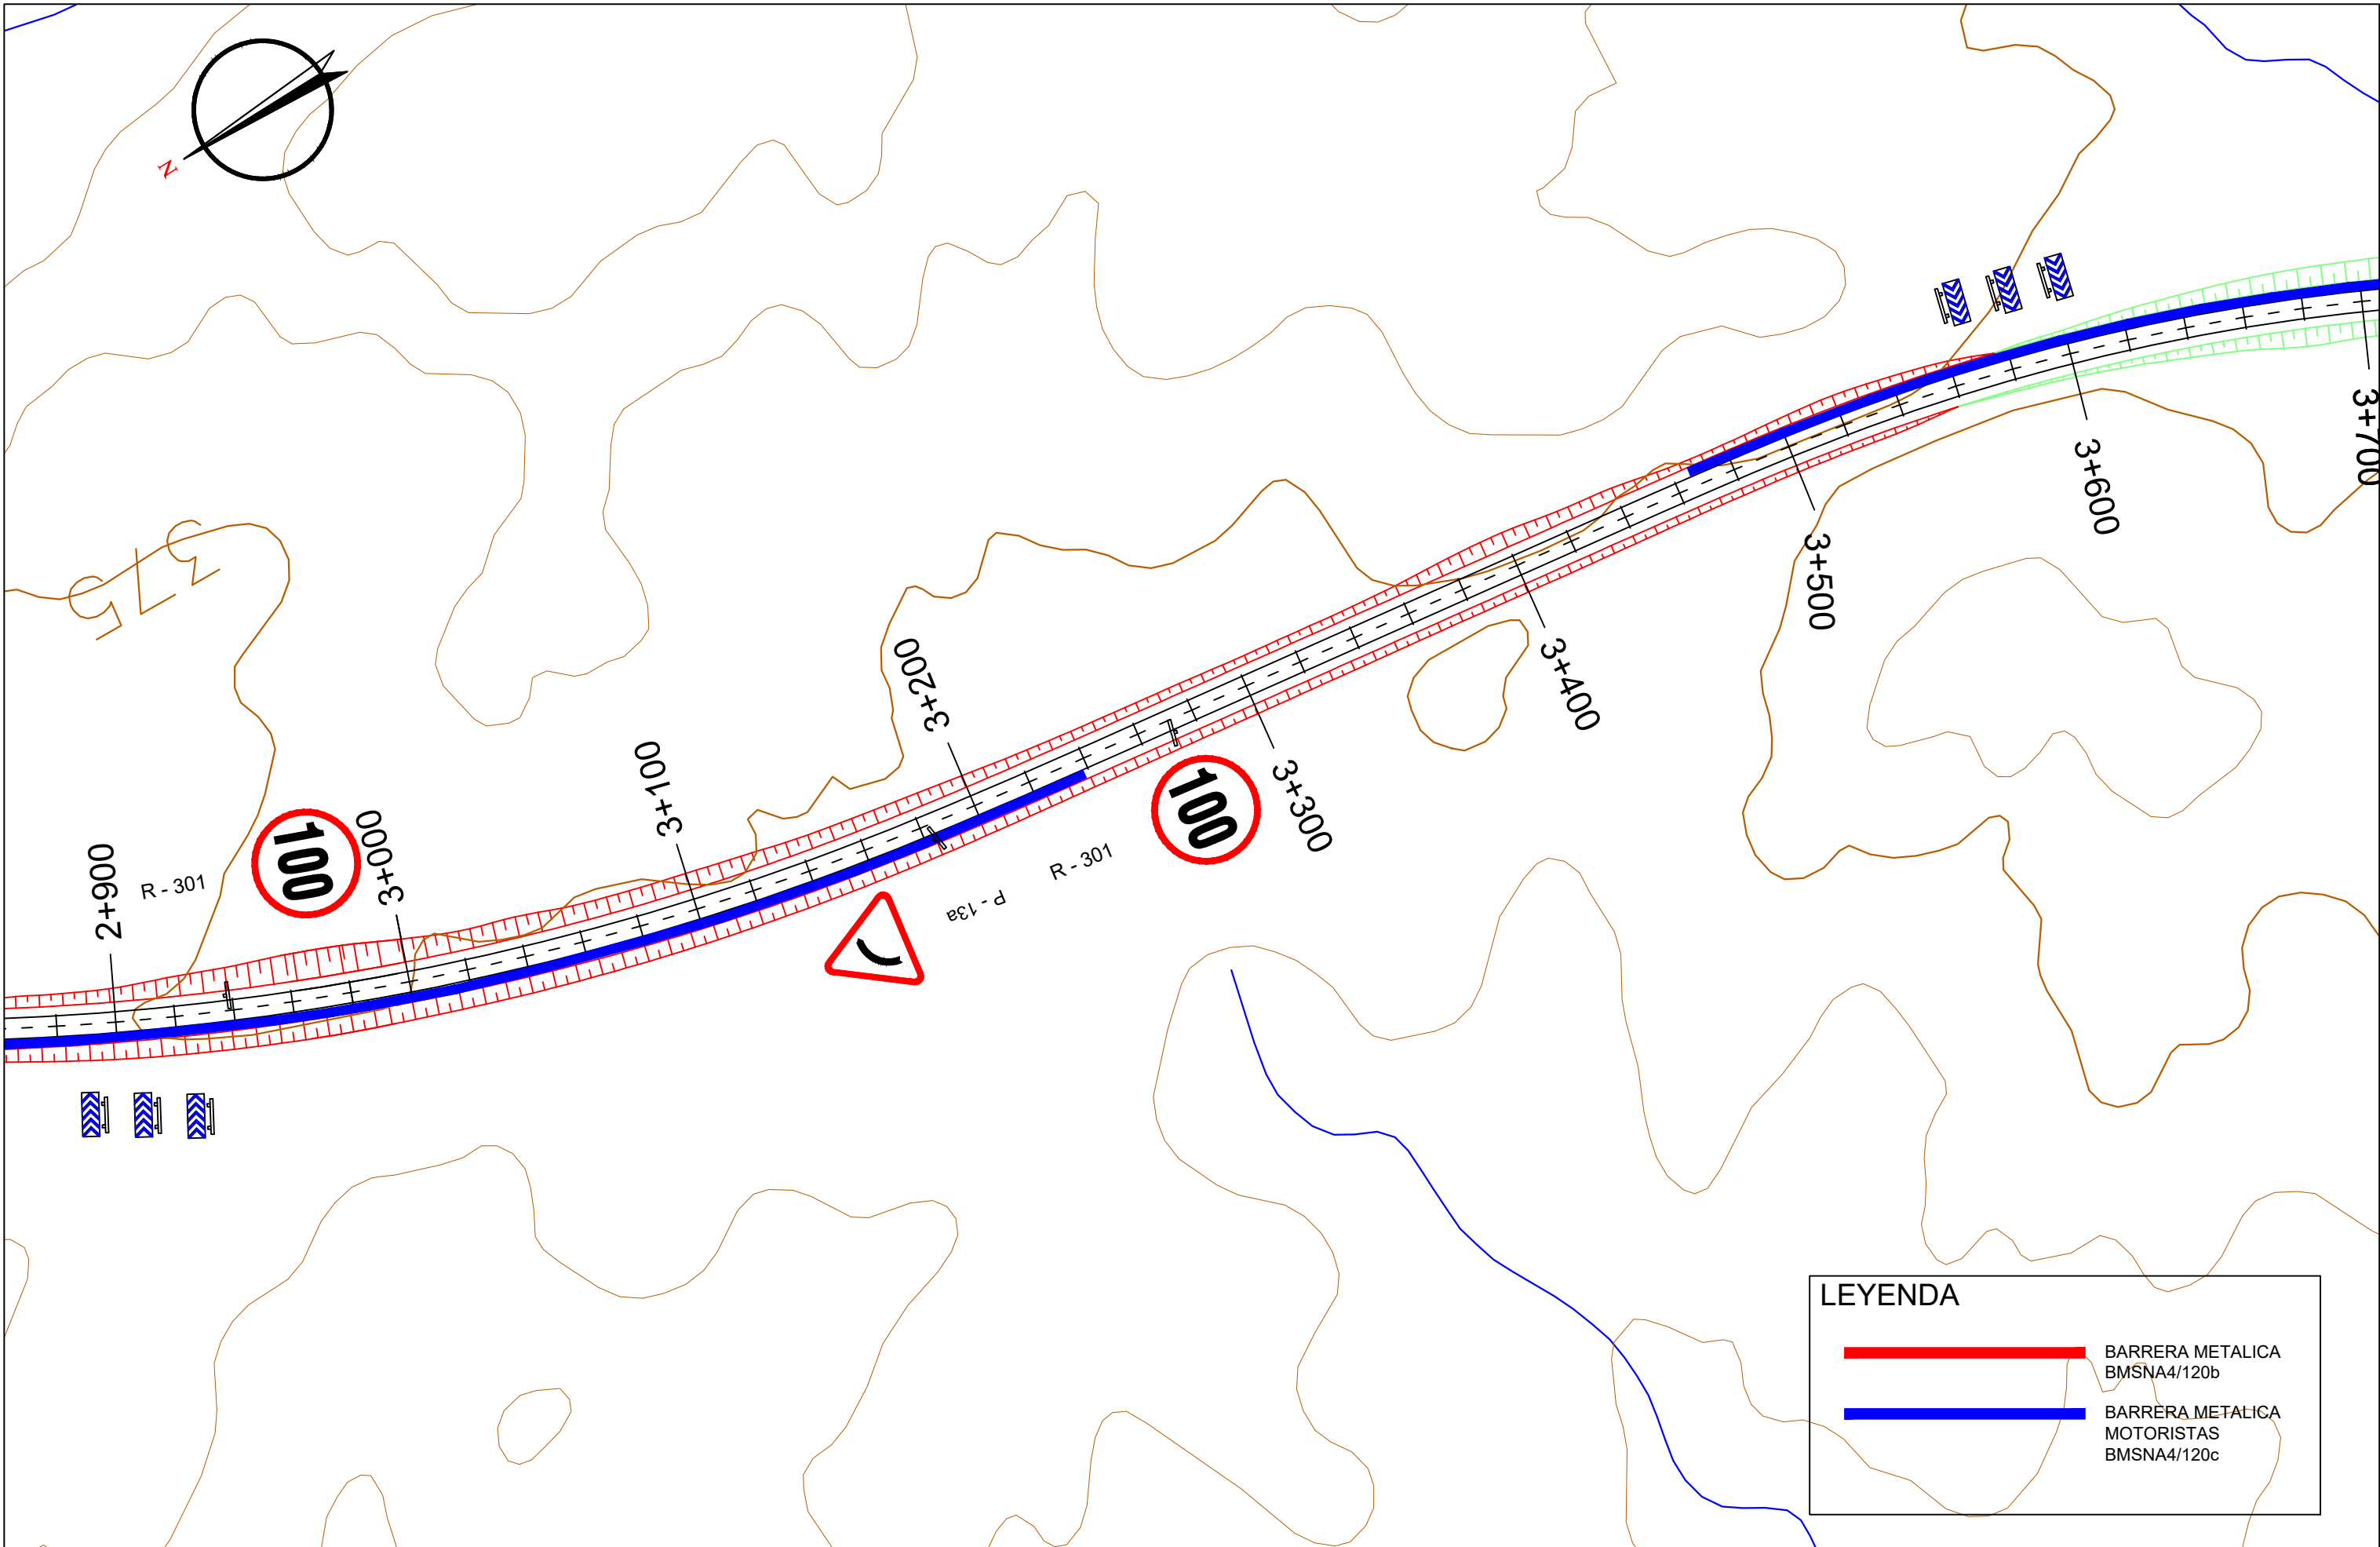 N
375
2+900
R - 301
100
3+000
3+100
3+200
P - 13a
R - 301
100
3+300
3+400
3+500
3+600
3+700
LEYENDA
BARRERA METALICA
BMSNA4/120b
BARRERA METALICA
MOTORISTAS
BMSNA4/120c